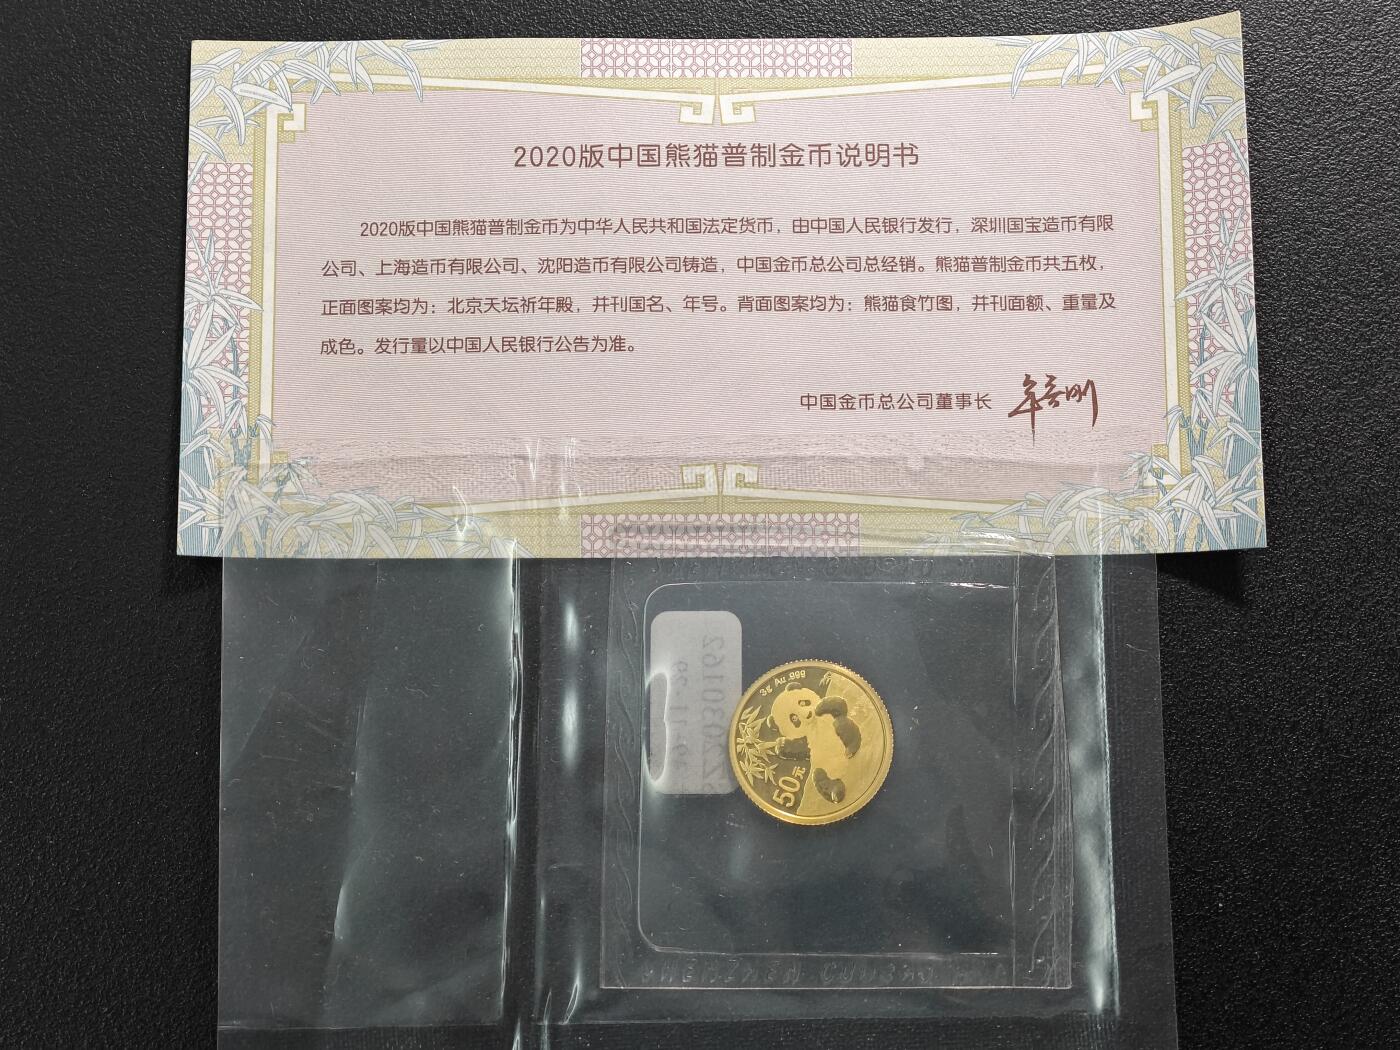 2020版中国熊猫普制金币说明书
2020版中国熊猫普制金币为中华人民共和国法定货币，由中国人民银行发行，深圳国宝造币有限
公司、上海造币有限公司、沈阳造币有限公司铸造，中国金币总公司总经销。熊猫普制金币共五枚，
正面图案均为：北京天坛祈年殿，并刊国名、年号。背面图案均为：熊猫食竹图，并刊面额、重量及
成色。发行量以中国人民银行公告为准。
中国金币总公司董事长
3g Au .999
50元
SHENZHEN GUOBAO